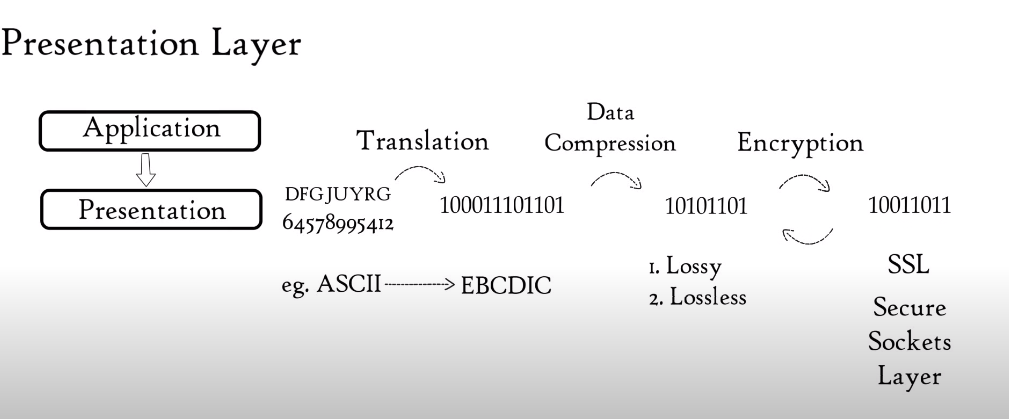 Presentation Layer
Application
Presentation
Translation
Data
Compression
Encryption
DFGJUYRG
64578995412
100011101101
10101101
10011011
eg. ASCII
EBCDIC
1. Lossy
2. Lossless
SSL
Secure
Sockets
Layer